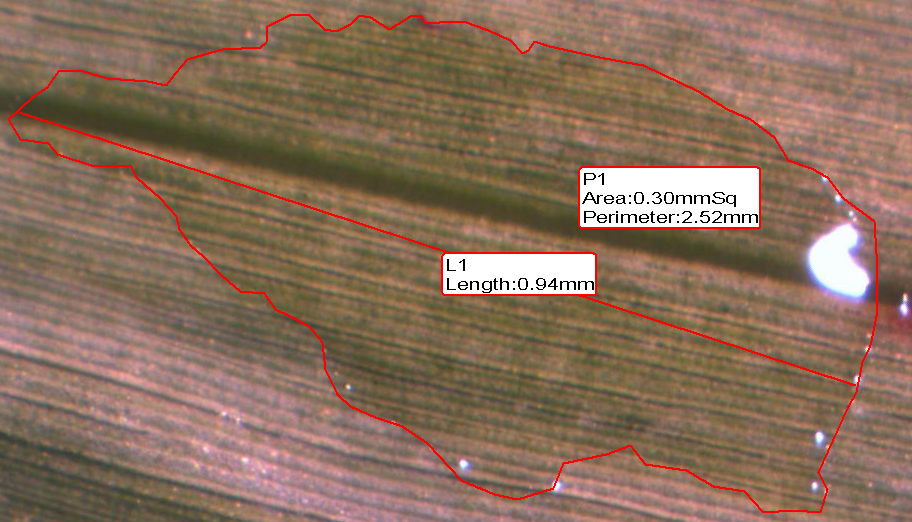 P1
Area:0.30mmSq
Perimeter:2.52mm
L1
Length:0.94mm